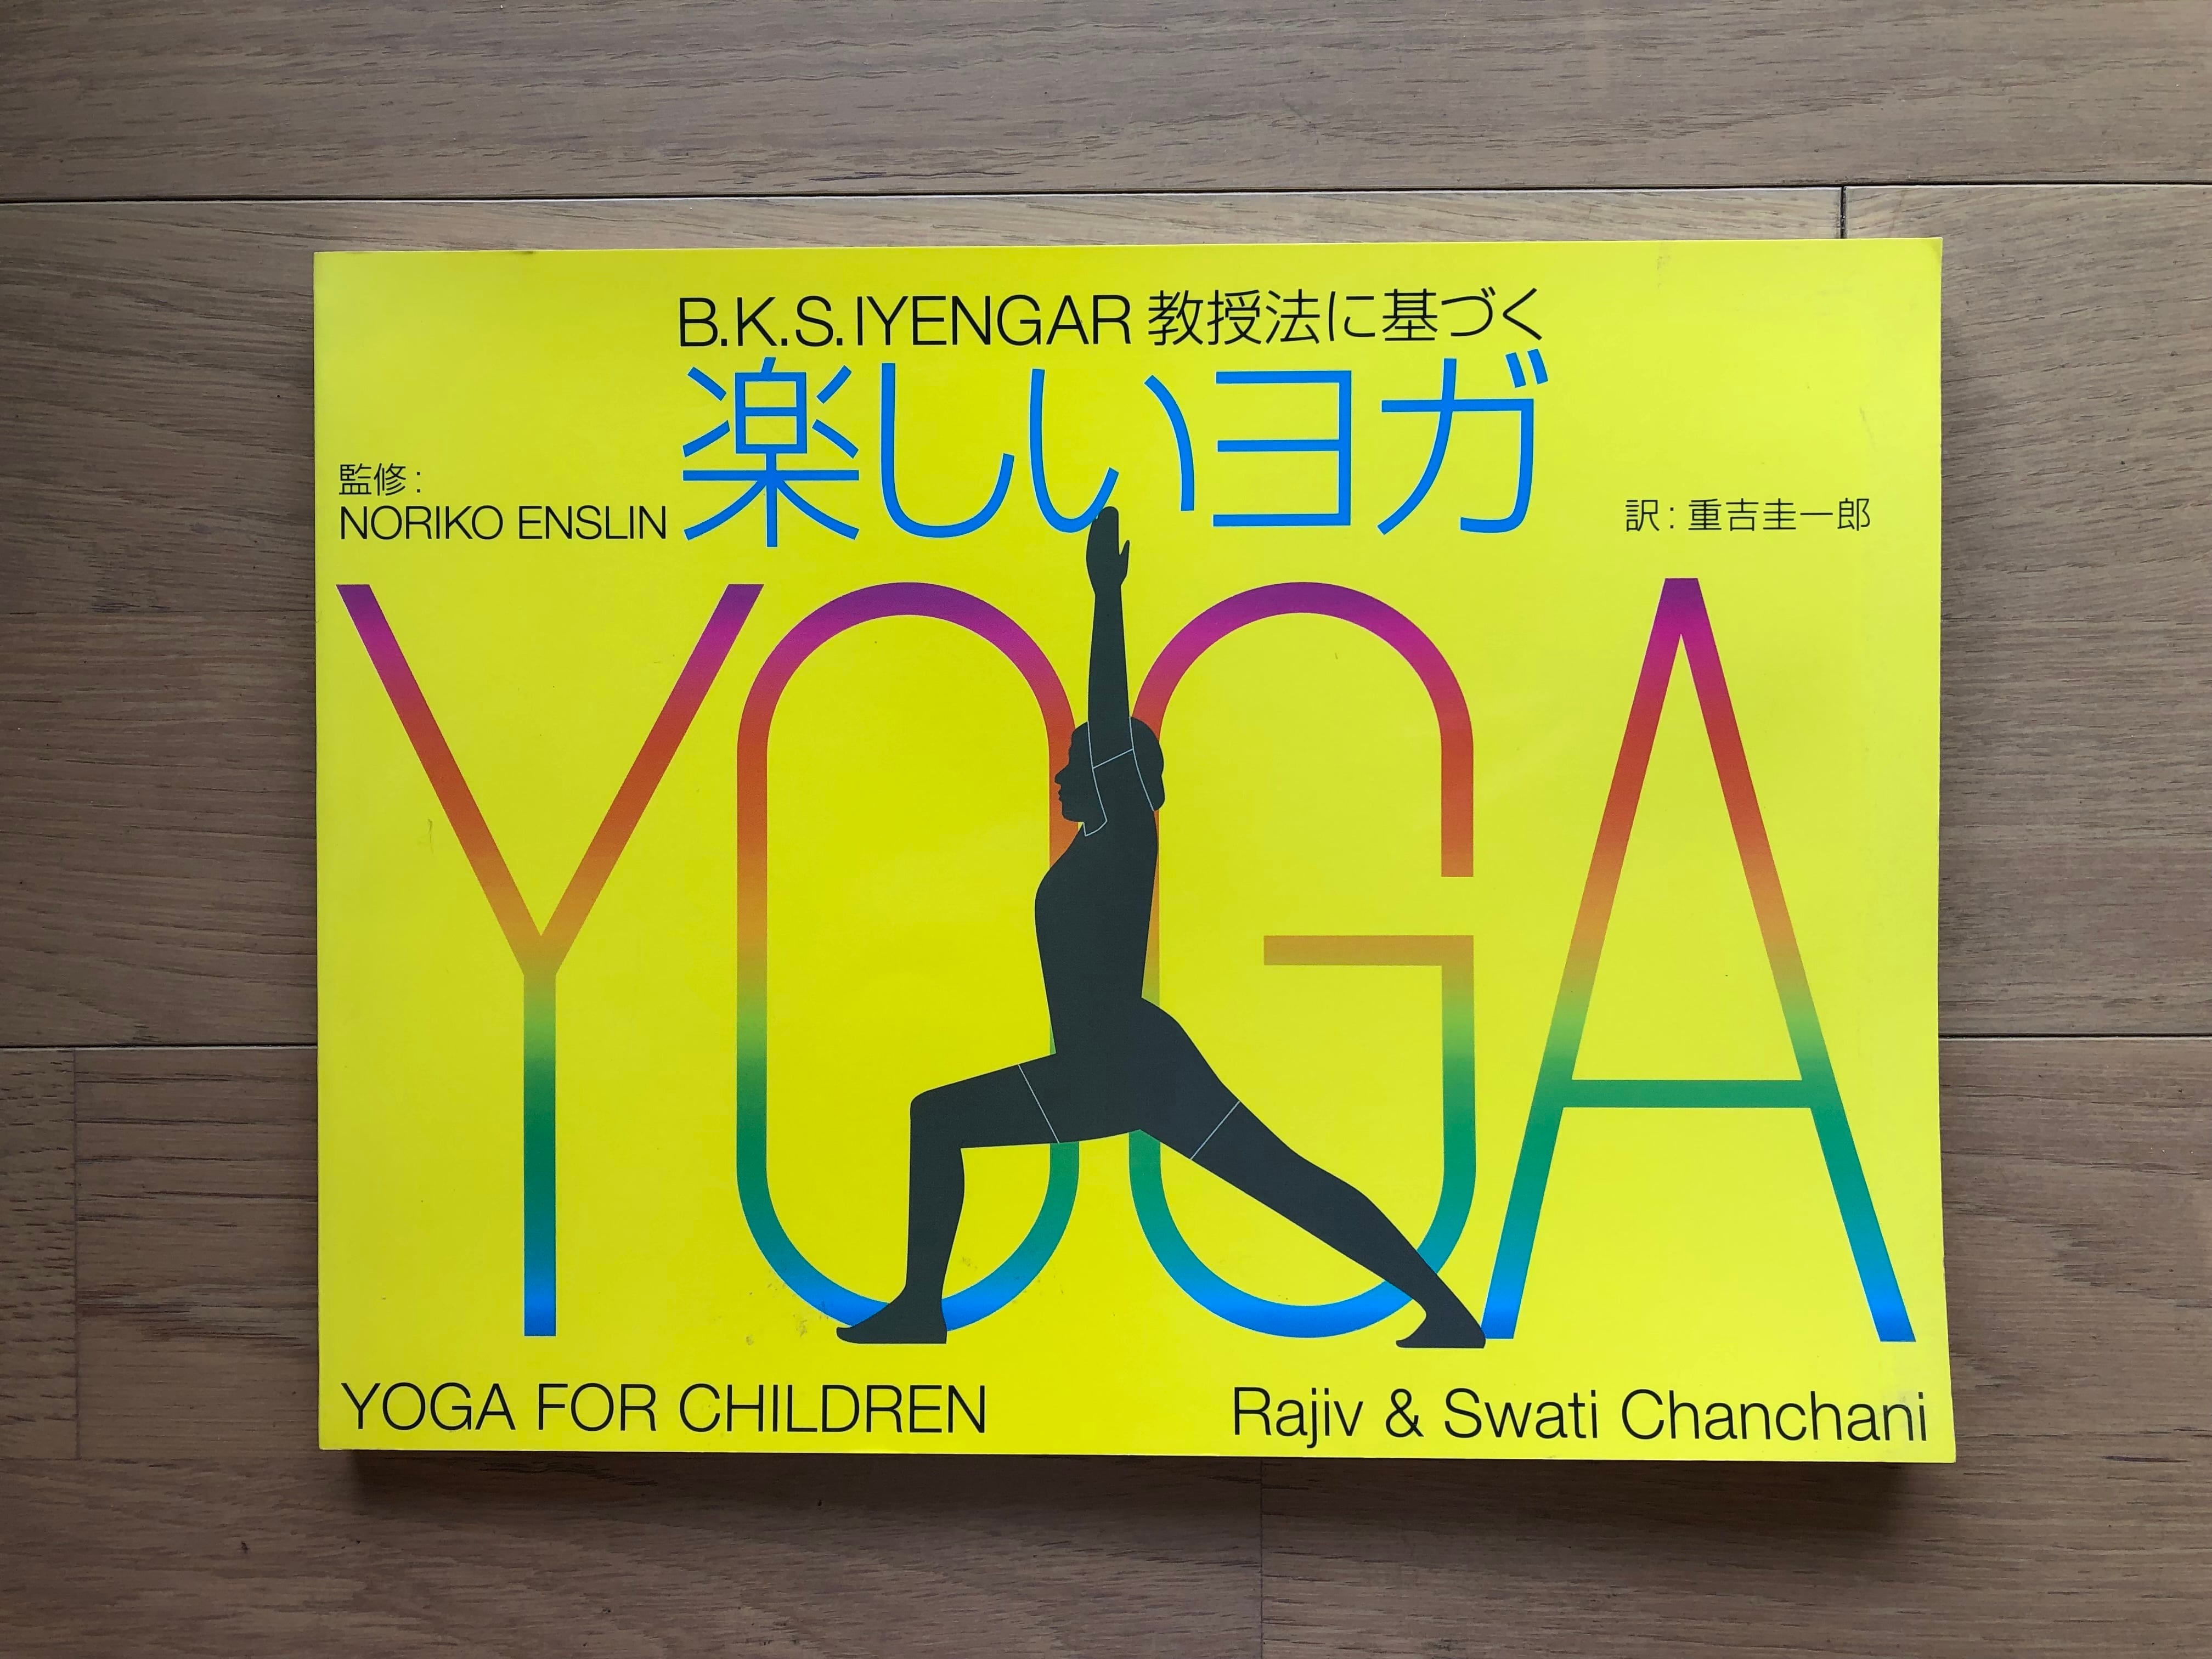 B.K.S.IYENGAR 教授法に基づく
楽しいヨガ
監修:
NORIKO ENSLIN
訳: 重吉圭一郎
YOGA
YOGA FOR CHILDREN
Rajiv & Swati Chanchani